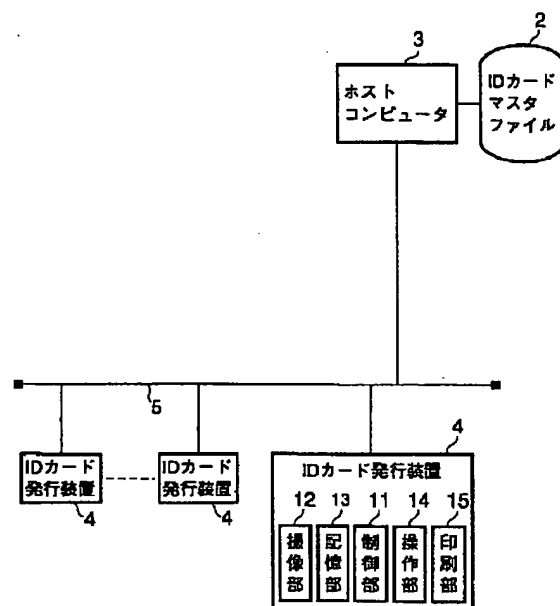 2
3
IDカード
マスタ
ファイル
ホスト
コンピュータ
5
4
IDカード
発行装置
4
IDカード
発行装置
4
IDカード発行装置
12 13 11 14 15
撮像部
記憶部
制御部
操作部
印刷部